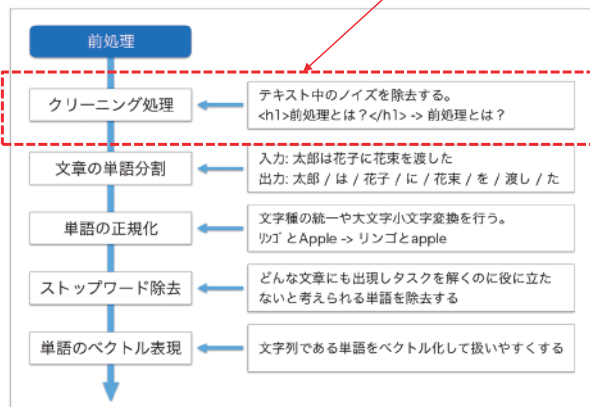 前処理
クリーニング処理
テキスト中のノイズを除去する。
<h1>前処理とは?</h1> -> 前処理とは?
文章の単語分割
入力: 太郎は花子に花束を渡した
出力: 太郎 / は / 花子 / に / 花束 / を / 渡し / た
単語の正規化
文字種の統一や大文字小文字変換を行う。
ﾘﾝｺﾞとApple -> リンゴとapple
ストップワード除去
どんな文章にも出現しタスクを解くのに役に立た
ないと考えられる単語を除去する
単語のベクトル表現
文字列である単語をベクトル化して扱いやすくする